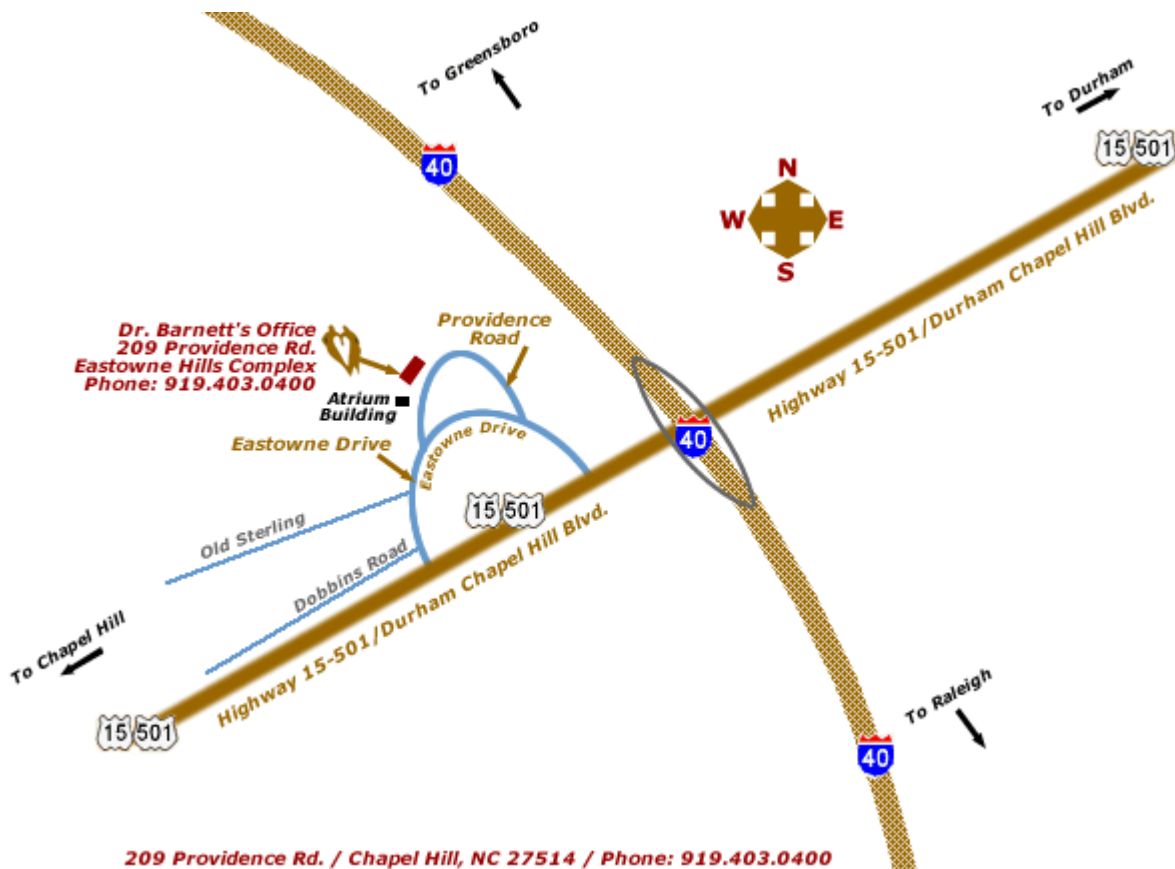 To Greensboro
To Durham
40
15 501
N
W E
S
Highway 15-501/Durham Chapel Hill Blvd.
Dr. Barnett's Office
209 Providence Rd.
Eastowne Hills Complex
Phone: 919.403.0400
Providence
Road
Atrium
Building
Eastowne Drive
Eastowne Drive
40
15 501
Old Sterling
Dobbins Road
Highway 15-501/Durham Chapel Hill Blvd.
To Chapel Hill
15 501
To Raleigh
40
209 Providence Rd. / Chapel Hill, NC 27514 / Phone: 919.403.0400